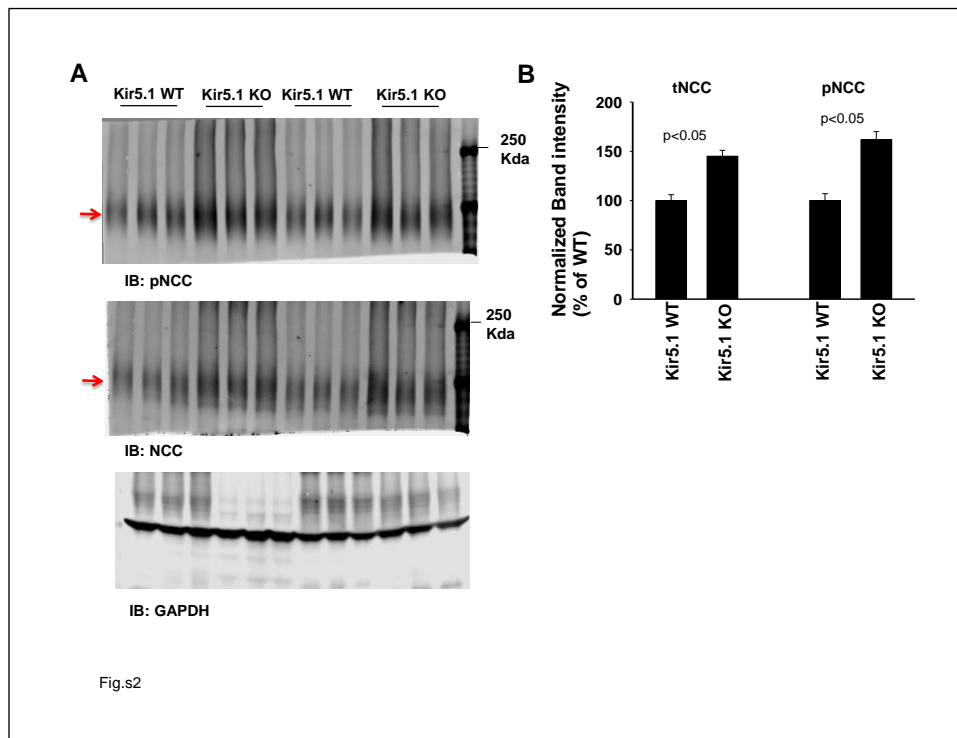 A
Kir5.1 WT Kir5.1 KO Kir5.1 WT Kir5.1 KO
250
Kda
IB: pNCC
250
Kda
IB: NCC
IB: GAPDH
B
tNCC pNCC
Normalized Band intensity
(% of WT)
200
150
100
50
0
p<0.05 p<0.05
Kir5.1 WT
Kir5.1 KO
Kir5.1 WT
Kir5.1 KO
Fig.s2